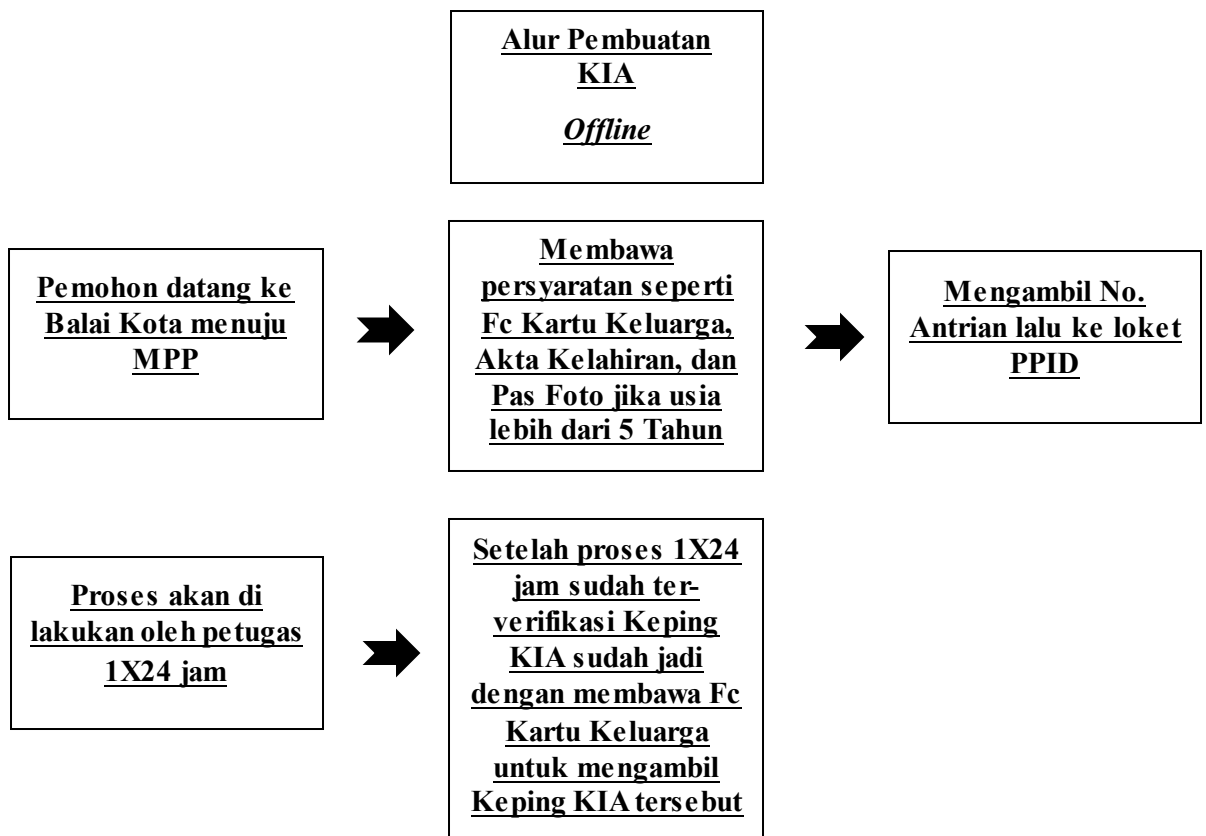 Alur Pembuatan
KIA
Offline
Pemohon datang ke
Balai Kota menuju
MPP
Membawa
persyaratan seperti
Fc Kartu Keluarga,
Akta Kelahiran, dan
Pas Foto jika usia
lebih dari 5 Tahun
Mengambil No.
Antrian lalu ke loket
PPID
Proses akan di
lakukan oleh petugas
1X24 jam
Setelah proses 1X24
jam sudah ter-
verifikasi Keping
KIA sudah jadi
dengan membawa Fc
Kartu Keluarga
untuk mengambil
Keping KIA tersebut